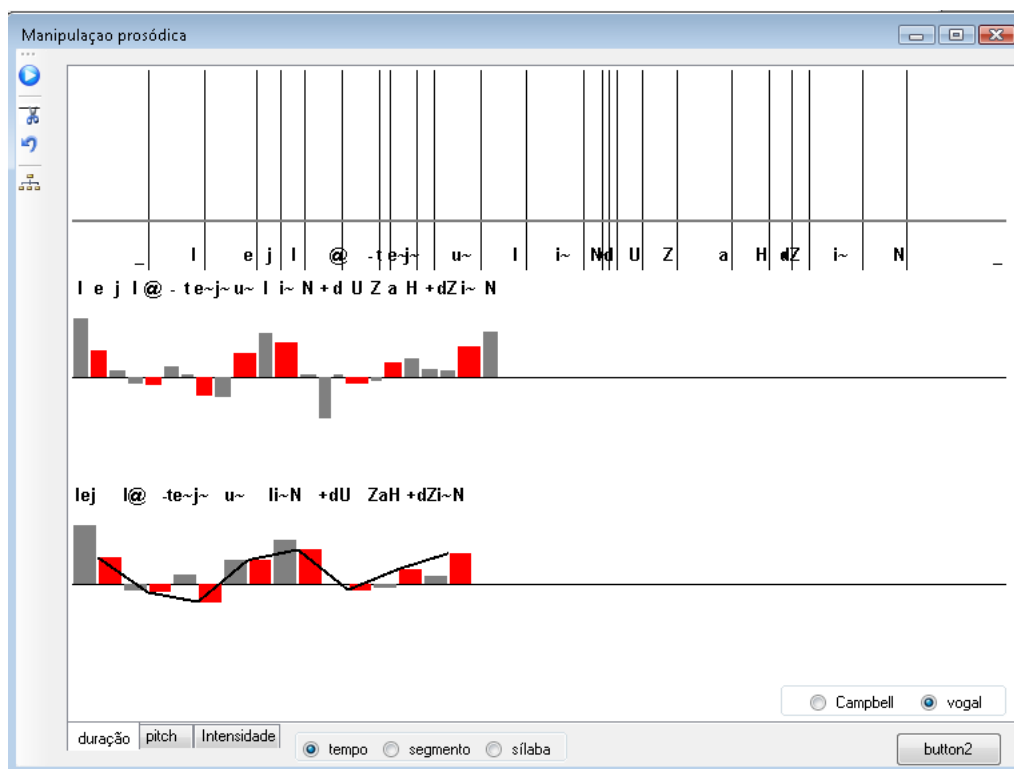 Manipulaçao prosódica
_ l e j l @ - t e~j~ u~ l i~ N+d U Z a H dZ i~ N _
l e j l @ - t e~ j~ u~ l i~ N + d U Z a H + dZ i~ N
lej l@ -te~j~ u~ li~N +dU ZaH +dZi~N
Campbell vogal
duração pitch Intensidade tempo segmento sílaba button2